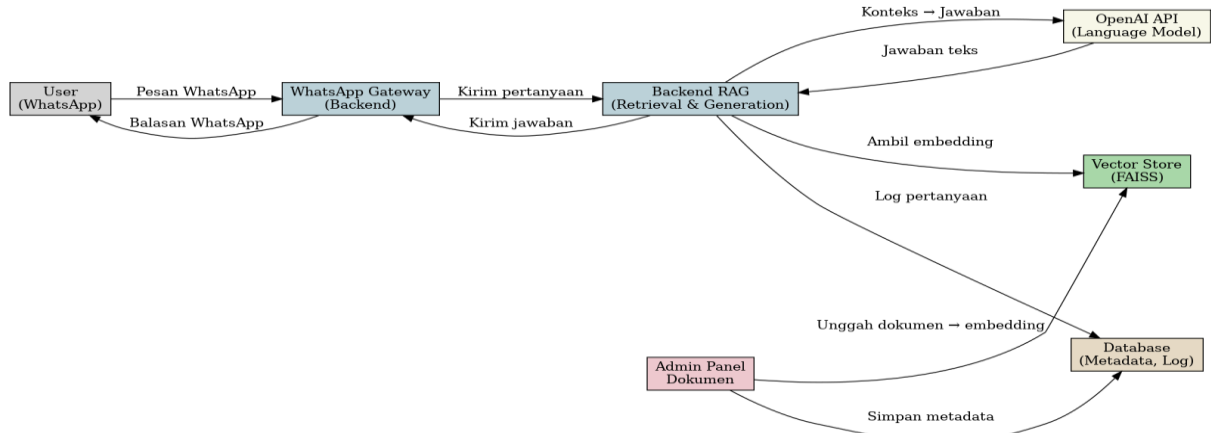 Konteks → Jawaban
OpenAI API
(Language Model)
Jawaban teks
User
(WhatsApp)
Pesan WhatsApp
WhatsApp Gateway
(Backend)
Kirim pertanyaan
Backend RAG
(Retrieval & Generation)
Balasan WhatsApp
Kirim jawaban
Ambil embedding
Vector Store
(FAISS)
Log pertanyaan
Unggah dokumen → embedding
Database
(Metadata, Log)
Admin Panel
Dokumen
Simpan metadata